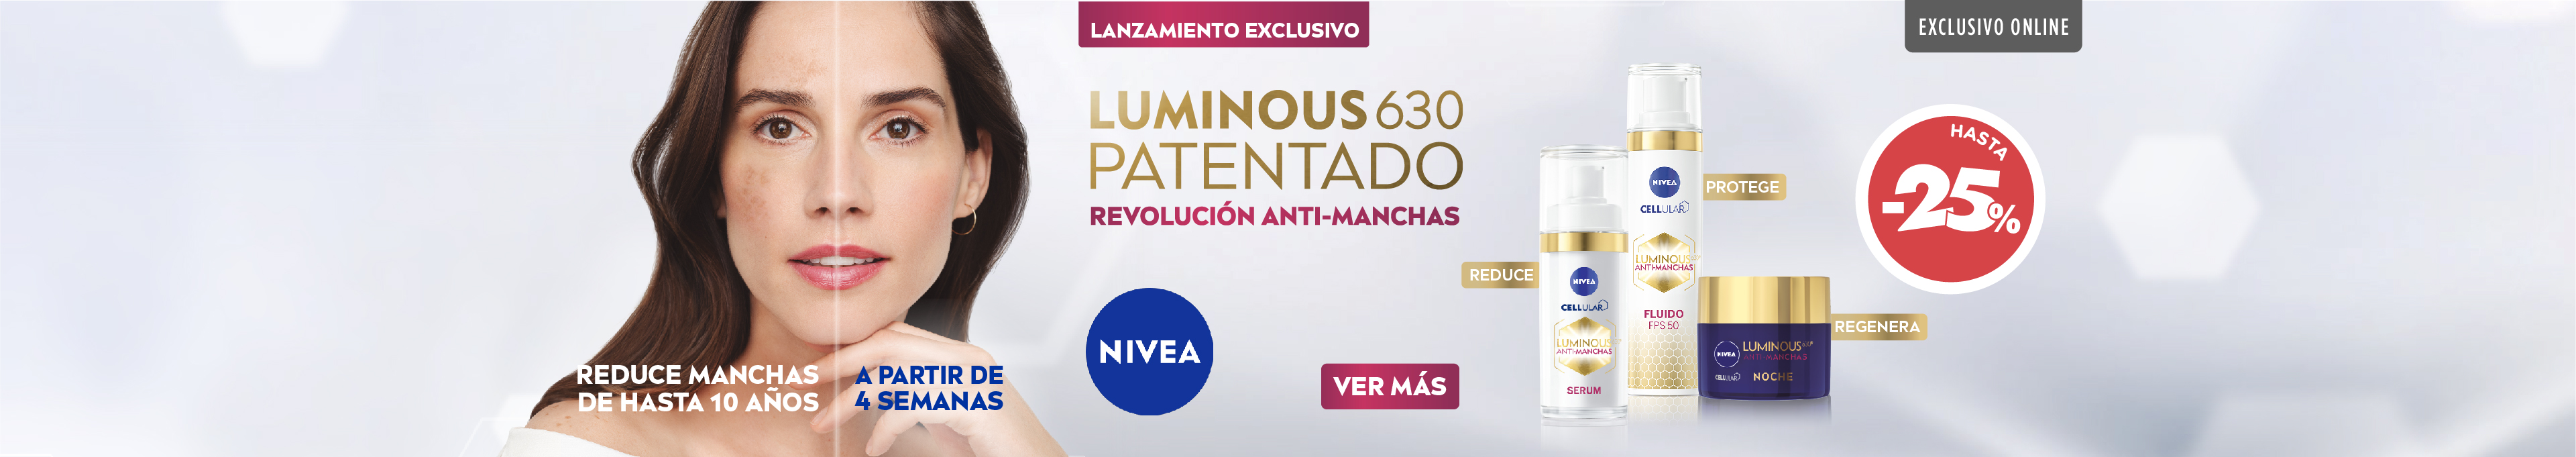 LANZAMIENTO EXCLUSIVO
EXCLUSIVO ONLINE
LUMINOUS 630
PATENTADO
REVOLUCIÓN ANTI-MANCHAS
REDUCE MANCHAS
DE HASTA 10 AÑOS
A PARTIR DE
4 SEMANAS
NIVEA
VER MÁS
REDUCE
NIVEA
CELLULAR
LUMINOUS
ANTI-MANCHAS
SERUM
PROTEGE
NIVEA
CELLULAR
LUMINOUS630
ANTI-MANCHAS
FLUIDO
FPS 50
REGENERA
NIVEA
LUMINOUS630
ANTI-MANCHAS
CELLULAR
NOCHE
HASTA
-25%